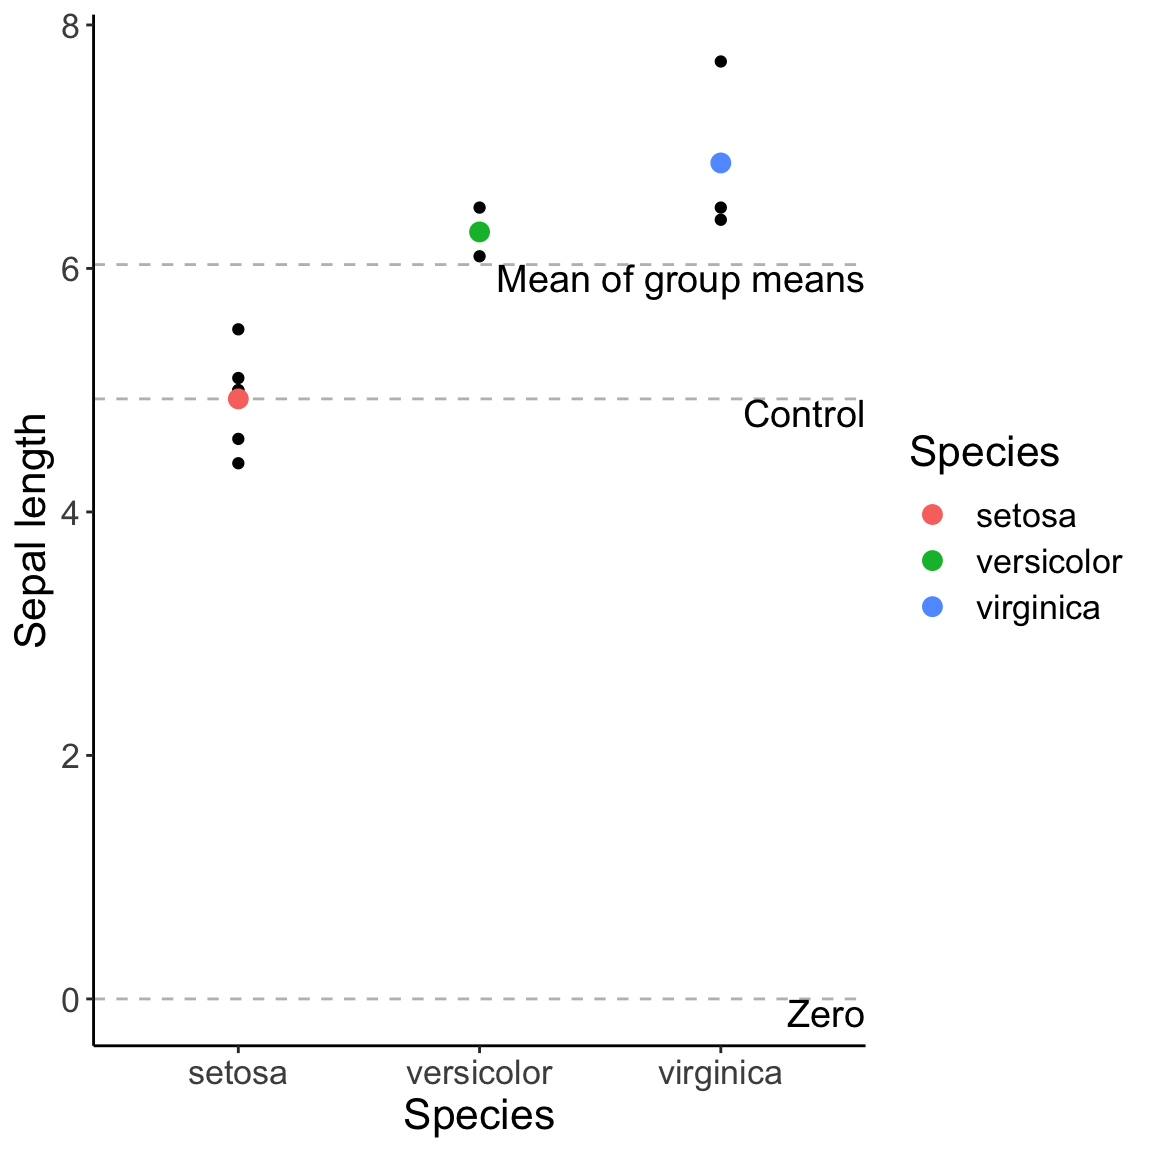 8
6
4
2
0
Sepal length
Mean of group means
Control
Zero
setosa
versicolor
virginica
Species
Species
setosa
versicolor
virginica